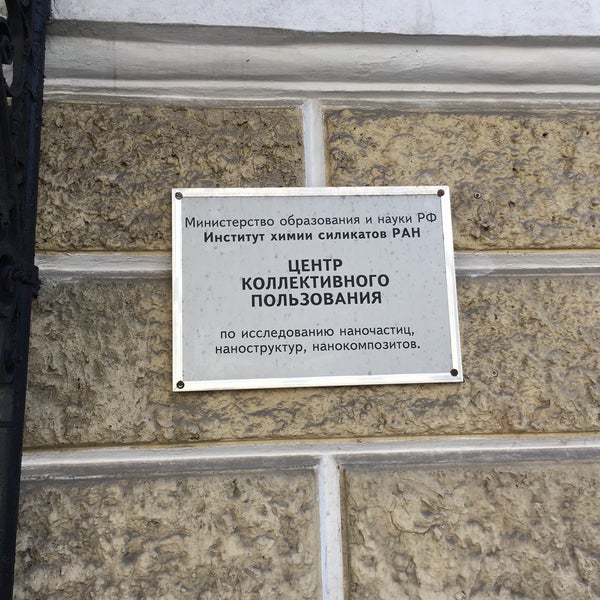 Министерство образования и науки РФ
Институт химии силикатов РАН
ЦЕНТР
КОЛЛЕКТИВНОГО
ПОЛЬЗОВАНИЯ
по исследованию наночастиц,
наноструктур, нанокомпозитов.